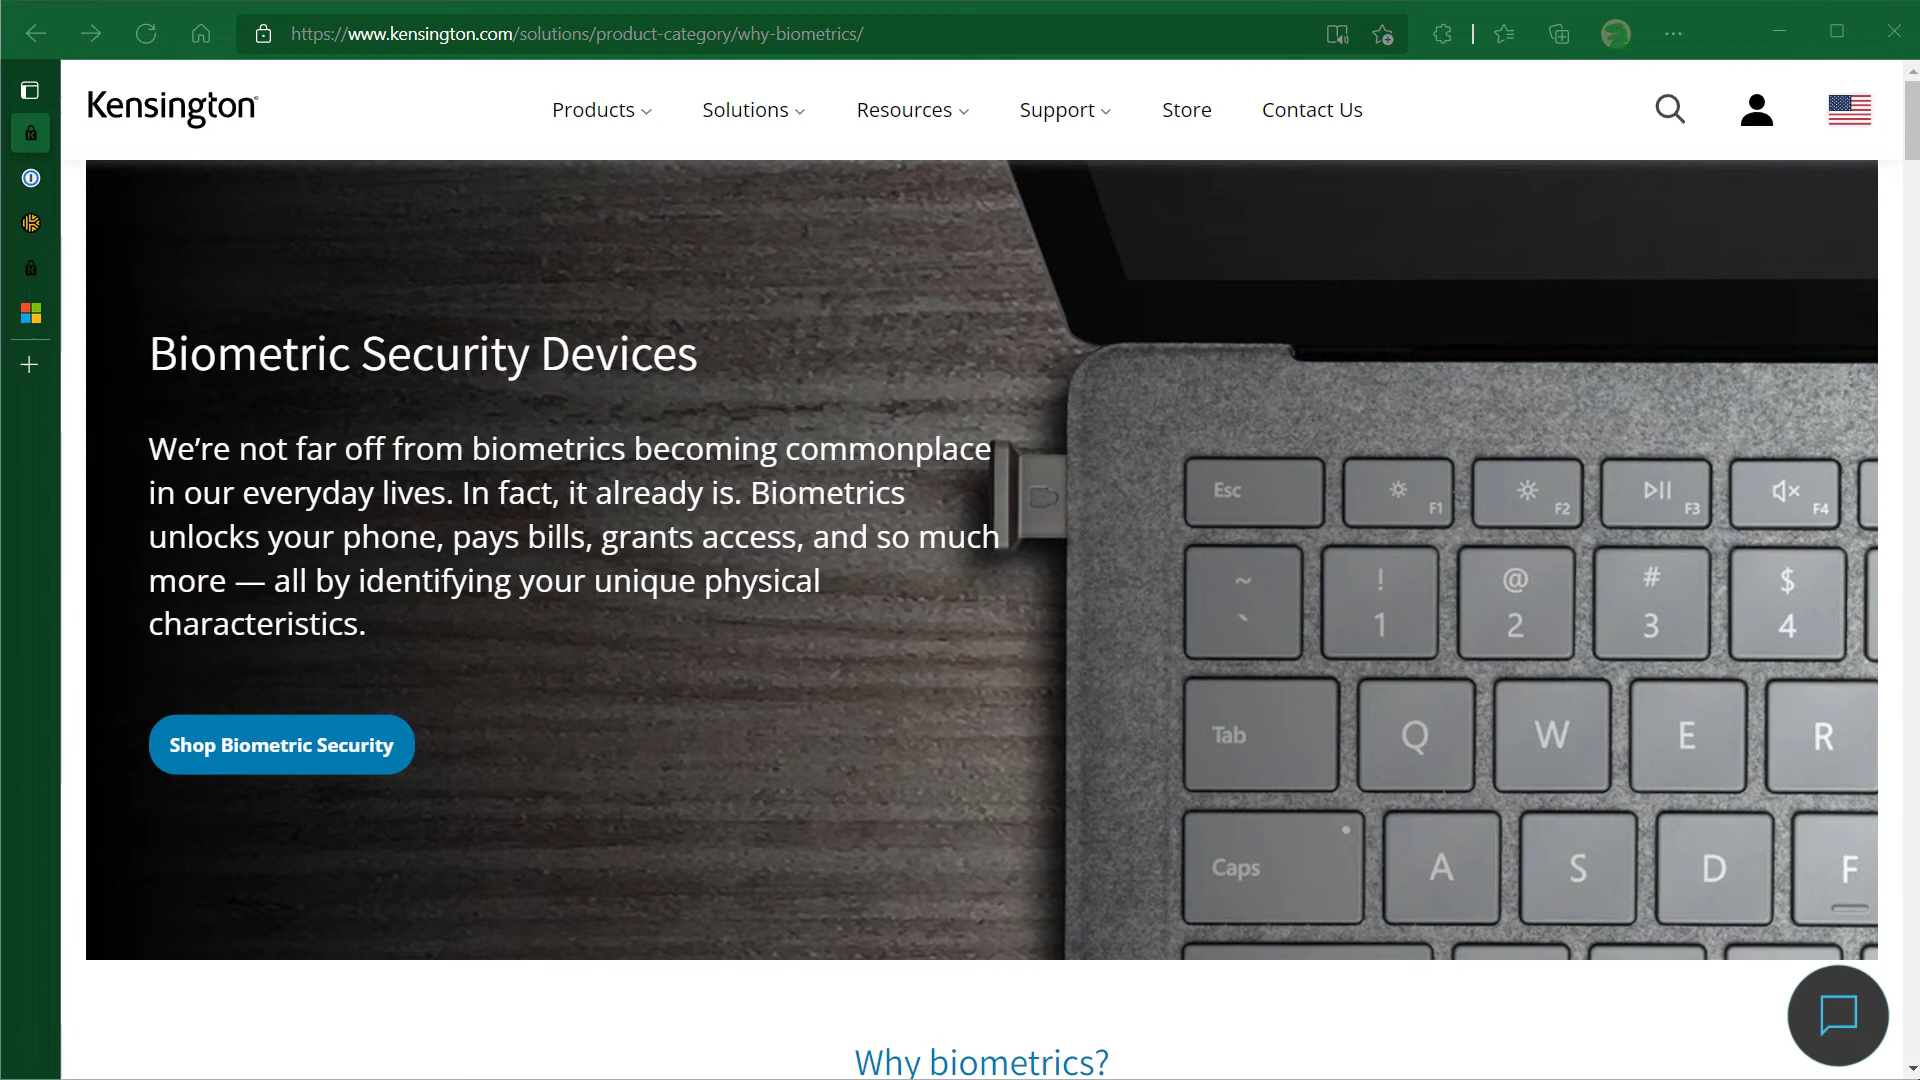 https://www.kensington.com/solutions/product-category/why-biometrics/
Kensington
Products
Solutions
Resources
Support
Store
Contact Us
Biometric Security Devices
We’re not far off from biometrics becoming commonplace
in our everyday lives. In fact, it already is. Biometrics
unlocks your phone, pays bills, grants access, and so much
more — all by identifying your unique physical
characteristics.
Shop Biometric Security
Esc
F1
F2
F3
F4
~ ! @ # $
` 1 2 3 4
Tab Q W E R
Caps A S D F
Why biometrics?